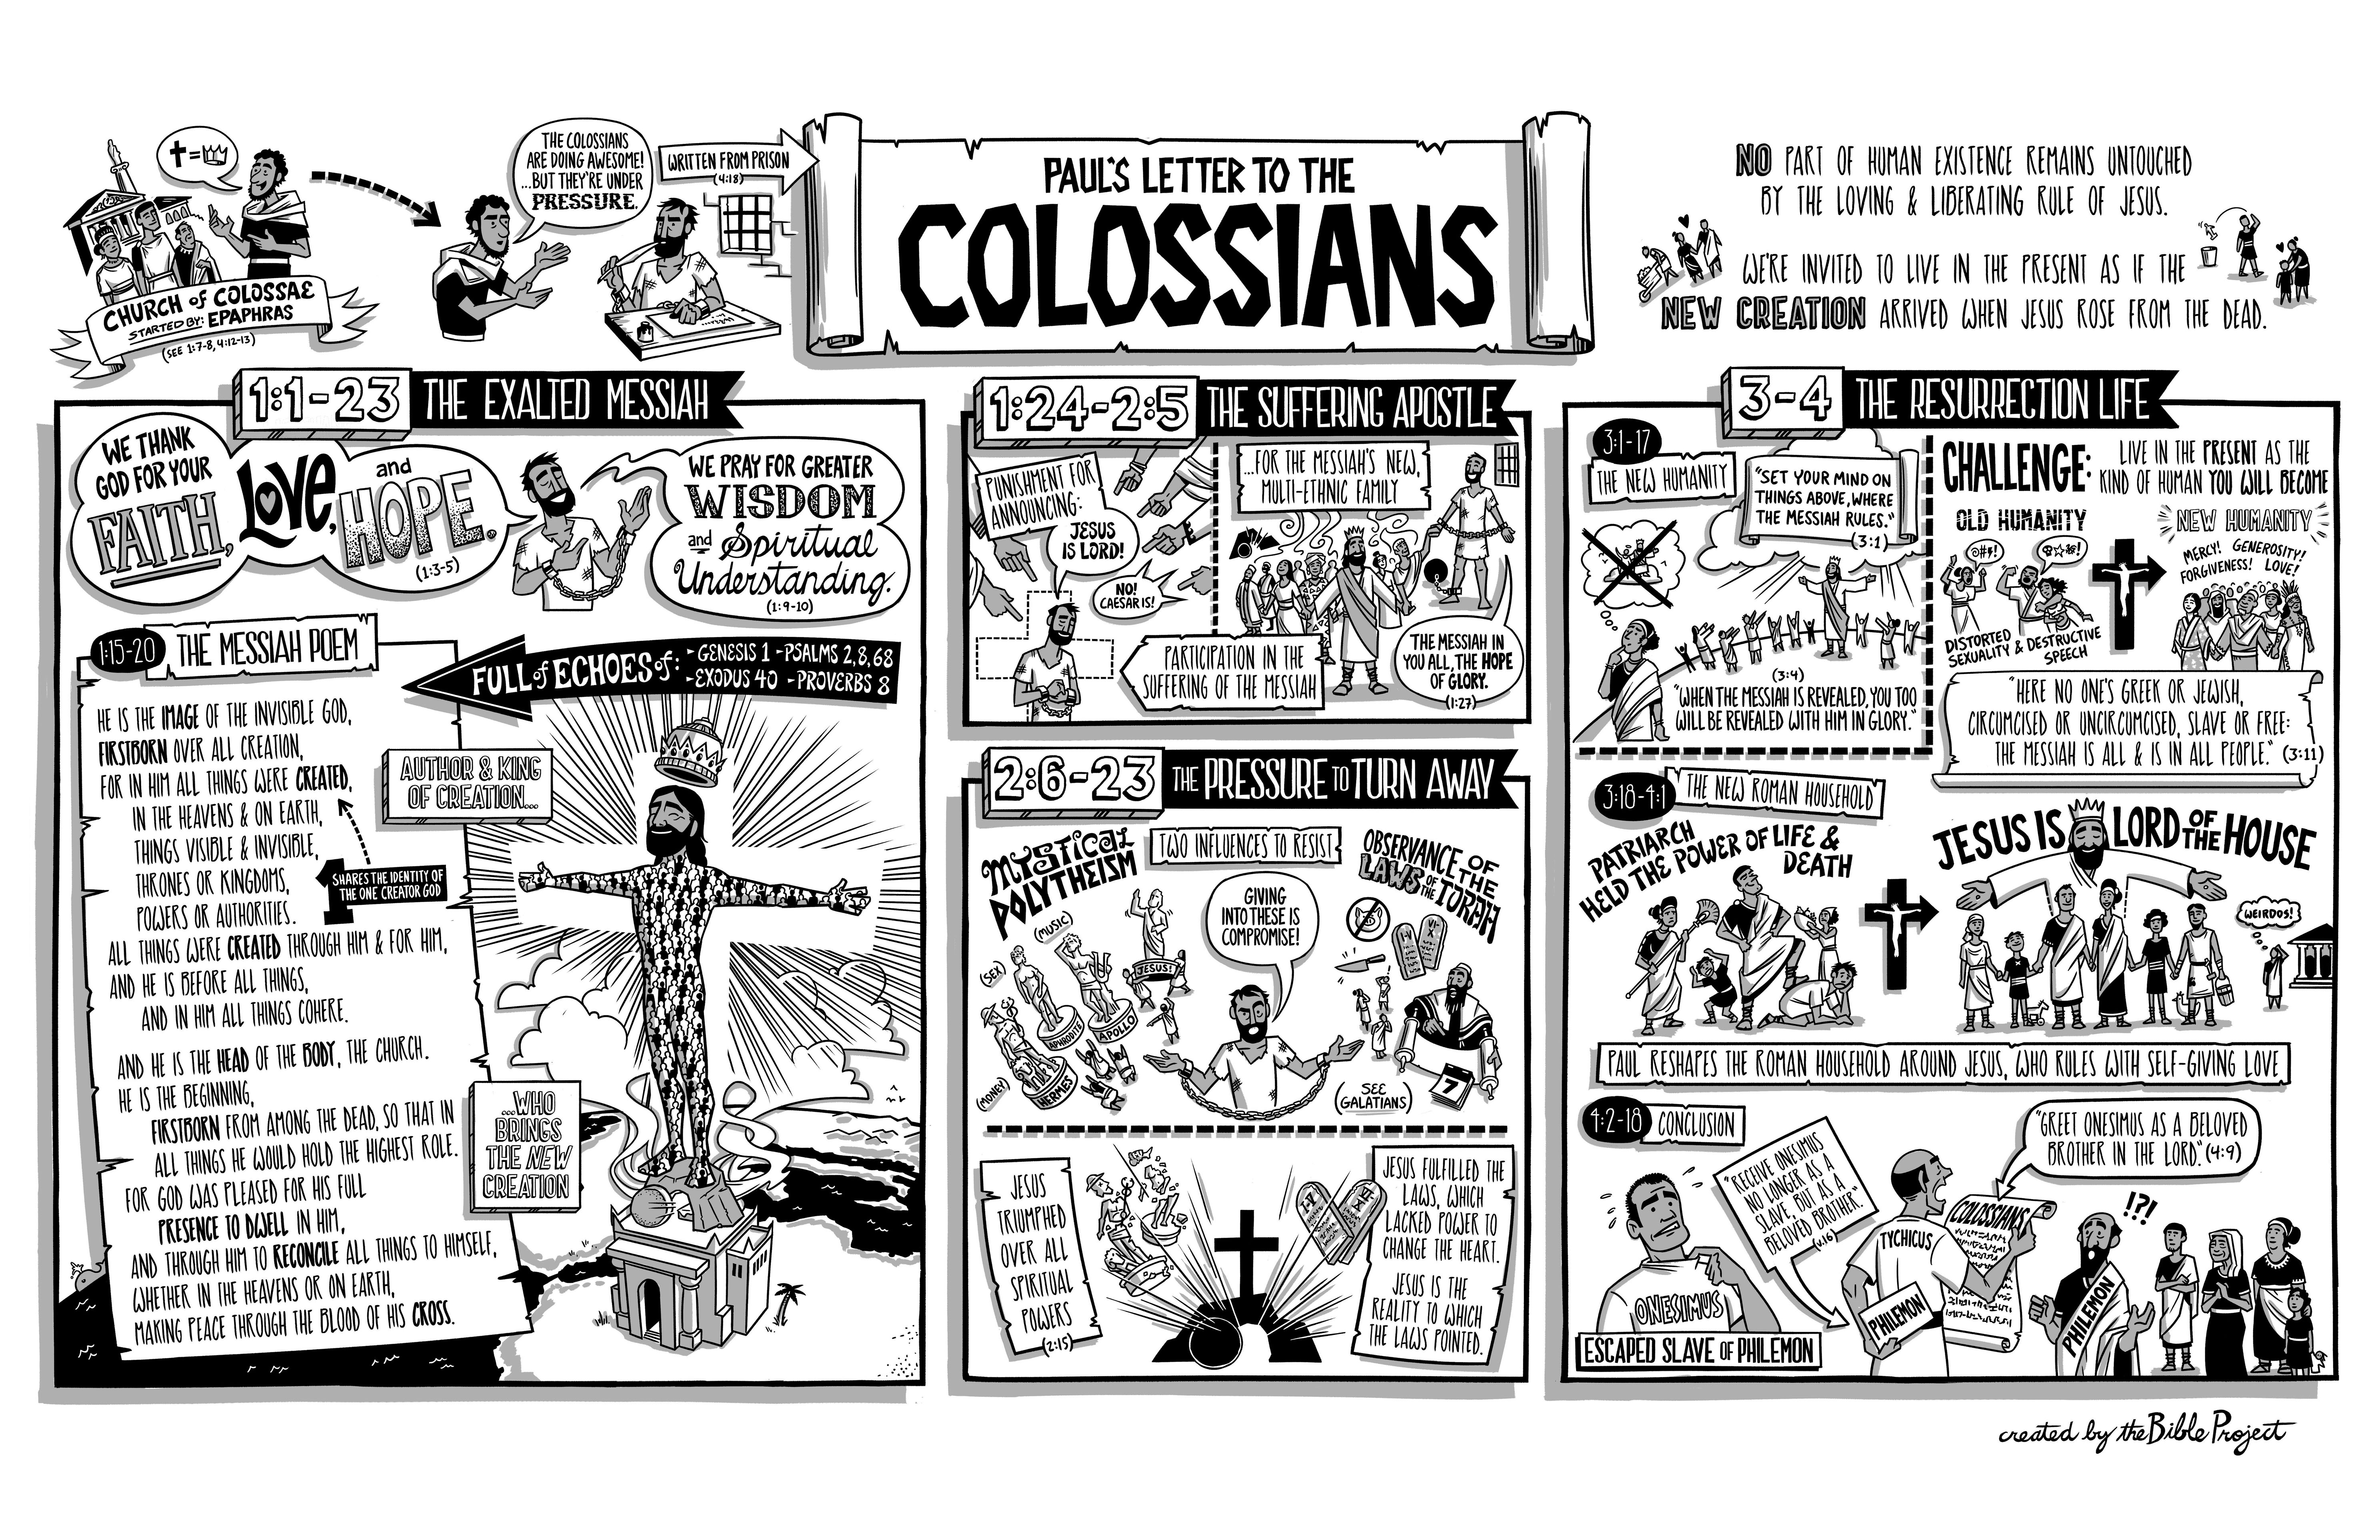 ✝=👑
CHURCH of COLOSSAE
STARTED BY: EPAPHRAS
(SEE 1:7-8, 4:12-13)
THE COLOSSIANS
ARE DOING AWESOME!
...BUT THEY'RE UNDER
PRESSURE.
WRITTEN FROM PRISON
(4:18)
PAUL'S LETTER TO THE
COLOSSIANS
NO PART OF HUMAN EXISTENCE REMAINS UNTOUCHED
BY THE LOVING & LIBERATING RULE OF JESUS.
WE'RE INVITED TO LIVE IN THE PRESENT AS IF THE
NEW CREATION ARRIVED WHEN JESUS ROSE FROM THE DEAD.
1:1-23 THE EXALTED MESSIAH
WE THANK
GOD FOR YOUR
FAITH,
LOVE,
and
HOPE.
(1:3-5)
WE PRAY FOR GREATER
WISDOM
and Spiritual
Understanding.
(1:9-10)
1:15-20 THE MESSIAH POEM
FULL of ECHOES of: -GENESIS 1 -PSALMS 2,8,68
-EXODUS 40 -PROVERBS 8
HE IS THE IMAGE OF THE INVISIBLE GOD,
FIRSTBORN OVER ALL CREATION,
FOR IN HIM ALL THINGS WERE CREATED,
IN THE HEAVENS & ON EARTH,
THINGS VISIBLE & INVISIBLE,
THRONES OR KINGDOMS,
POWERS OR AUTHORITIES.
ALL THINGS WERE CREATED THROUGH HIM & FOR HIM,
AND HE IS BEFORE ALL THINGS,
AND IN HIM ALL THINGS COHERE.
AND HE IS THE HEAD OF THE BODY, THE CHURCH.
HE IS THE BEGINNING,
FIRSTBORN FROM AMONG THE DEAD, SO THAT IN
ALL THINGS HE WOULD HOLD THE HIGHEST ROLE.
FOR GOD WAS PLEASED FOR HIS FULL
PRESENCE TO DWELL IN HIM,
AND THROUGH HIM TO RECONCILE ALL THINGS TO HIMSELF,
WHETHER IN THE HEAVENS OR ON EARTH,
MAKING PEACE THROUGH THE BLOOD OF HIS CROSS.
1 SHARES THE IDENTITY OF
THE ONE CREATOR GOD
AUTHOR & KING
OF CREATION...
...WHO
BRINGS
THE NEW
CREATION
1:24-2:5 THE SUFFERING APOSTLE
PUNISHMENT FOR
ANNOUNCING:
JESUS
IS LORD!
NO!
CAESAR IS!
...FOR THE MESSIAH'S NEW,
MULTI-ETHNIC FAMILY
PARTICIPATION IN THE
SUFFERING OF THE MESSIAH
THE MESSIAH IN
YOU ALL, THE HOPE
OF GLORY.
(1:27)
2:6-23 THE PRESSURE TO TURN AWAY
MYSTICAL
POLYTHEISM
TWO INFLUENCES TO RESIST
OBSERVANCE OF
LAWS OF THE
TORAH
(MUSIC)
(SEX)
(MONEY)
JESUS!
APHRODITE
APOLLO
HERMES
GIVING
INTO THESE IS
COMPROMISE!
7
(SEE
GALATIANS)
JESUS
TRIUMPHED
OVER ALL
SPIRITUAL
POWERS
(2:15)
JESUS FULFILLED THE
LAWS, WHICH
LACKED POWER TO
CHANGE THE HEART.
JESUS IS THE
REALITY TO WHICH
THE LAWS POINTED.
3-4 THE RESURRECTION LIFE
3:1-17
THE NEW HUMANITY
"SET YOUR MIND ON
THINGS ABOVE, WHERE
THE MESSIAH RULES."
(3:1)
(3:4)
"WHEN THE MESSIAH IS REVEALED, YOU TOO
WILL BE REVEALED WITH HIM IN GLORY."
CHALLENGE: LIVE IN THE PRESENT AS THE
KIND OF HUMAN YOU WILL BECOME
OLD HUMANITY
DISTORTED
SEXUALITY & DESTRUCTIVE
SPEECH
NEW HUMANITY
MERCY! GENEROSITY!
FORGIVENESS! LOVE!
"HERE NO ONE'S GREEK OR JEWISH,
CIRCUMCISED OR UNCIRCUMCISED, SLAVE OR FREE:
THE MESSIAH IS ALL & IS IN ALL PEOPLE." (3:11)
3:18-4:1 THE NEW ROMAN HOUSEHOLD
PATRIARCH
HELD THE POWER OF LIFE &
DEATH
JESUS IS LORD OF THE HOUSE
WEIRDOS!
PAUL RESHAPES THE ROMAN HOUSEHOLD AROUND JESUS, WHO RULES WITH SELF-GIVING LOVE
4:2-18 CONCLUSION
"RECEIVE ONESIMUS
NO LONGER AS A
SLAVE BUT AS A
BELOVED BROTHER"
(v.16)
"GREET ONESIMUS AS A BELOVED
BROTHER IN THE LORD." (4:9)
ONESIMUS
ESCAPED SLAVE OF PHILEMON
TYCHICUS
PHILEMON
COLOSSIANS
!?!
PHILEMON
created by the Bible Project